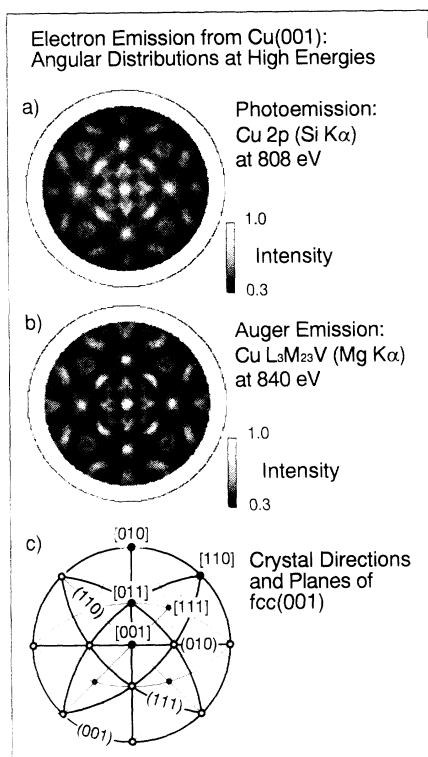 Electron Emission from Cu(001):
Angular Distributions at High Energies
a)
Photoemission:
Cu 2p (Si Kα)
at 808 eV
1.0
Intensity
0.3
b)
Auger Emission:
Cu L₃M₂₃V (Mg Kα)
at 840 eV
1.0
Intensity
0.3
c)
[010]
[110]
Crystal Directions
and Planes of
fcc(001)
(110)
[011]
[111]
[001]
(010)
(111)
(001)